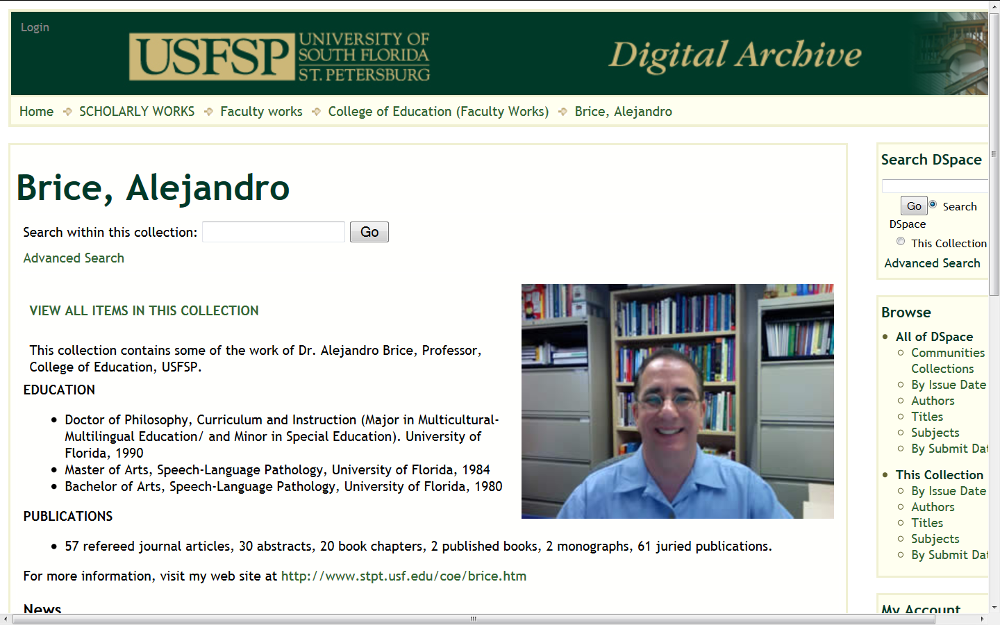 Login
USFSP
UNIVERSITY OF
SOUTH FLORIDA
ST. PETERSBURG
Digital Archive
Home
SCHOLARLY WORKS
Faculty works
College of Education (Faculty Works)
Brice, Alejandro
Brice, Alejandro
Search within this collection:
Go
Advanced Search
VIEW ALL ITEMS IN THIS COLLECTION
This collection contains some of the work of Dr. Alejandro Brice, Professor,
College of Education, USFSP.
EDUCATION
Doctor of Philosophy, Curriculum and Instruction (Major in Multicultural-
Multilingual Education/ and Minor in Special Education). University of
Florida, 1990
Master of Arts, Speech-Language Pathology, University of Florida, 1984
Bachelor of Arts, Speech-Language Pathology, University of Florida, 1980
PUBLICATIONS
57 refereed journal articles, 30 abstracts, 20 book chapters, 2 published books, 2 monographs, 61 juried publications.
For more information, visit my web site at http://www.stpt.usf.edu/coe/brice.htm
News
Search DSpace
Go
Search
DSpace
This Collection
Advanced Search
Browse
All of DSpace
Communities
Collections
By Issue Date
Authors
Titles
Subjects
By Submit Dat
This Collection
By Issue Date
Authors
Titles
Subjects
By Submit Dat
My Account